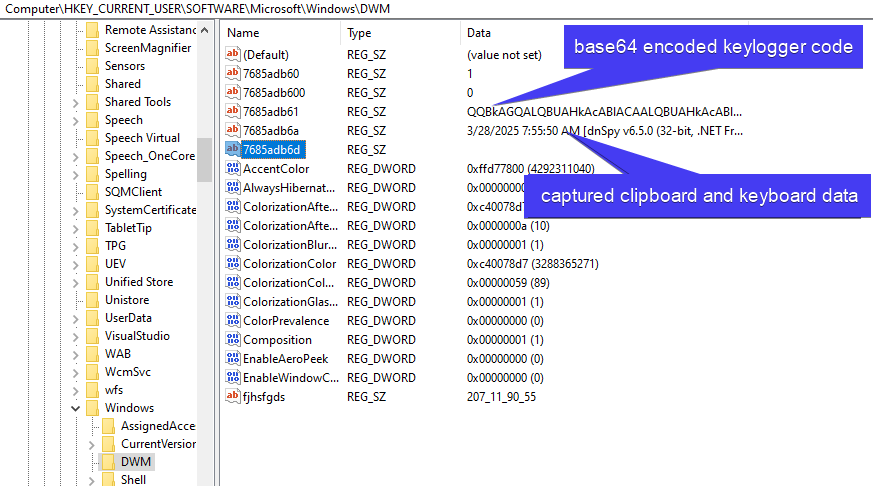 Computer\HKEY_CURRENT_USER\SOFTWARE\Microsoft\Windows\DWM
Remote Assistanc
ScreenMagnifier
Sensors
Shared
Shared Tools
Speech
Speech Virtual
Speech_OneCore
Spelling
SQMClient
SystemCertificate
TabletTip
TPG
UEV
Unified Store
Unistore
UserData
VisualStudio
WAB
WcmSvc
wfs
Windows
AssignedAcce
CurrentVersion
DWM
Shell
Name Type Data
(Default) REG_SZ (value not set)
7685adb60 REG_SZ 1
7685adb600 REG_SZ 0
7685adb61 REG_SZ QQBkAGQALQBUAHkAcABlACAALQBUAHkAcABl...
7685adb6a REG_SZ 3/28/2025 7:55:50 AM [dnSpy v6.5.0 (32-bit, .NET Fr...
7685adb6d REG_SZ
AccentColor REG_DWORD 0xffd77800 (4292311040)
AlwaysHibernat... REG_DWORD 0x00000000
ColorizationAfte... REG_DWORD 0xc40078d7
ColorizationAfte... REG_DWORD 0x0000000a (10)
ColorizationBlur... REG_DWORD 0x00000001 (1)
ColorizationColor REG_DWORD 0xc40078d7 (3288365271)
ColorizationCol... REG_DWORD 0x00000059 (89)
ColorizationGlas... REG_DWORD 0x00000001 (1)
ColorPrevalence REG_DWORD 0x00000000 (0)
Composition REG_DWORD 0x00000001 (1)
EnableAeroPeek REG_DWORD 0x00000000 (0)
EnableWindowC... REG_DWORD 0x00000000 (0)
fjhsfgds REG_SZ 207_11_90_55
base64 encoded keylogger code
captured clipboard and keyboard data